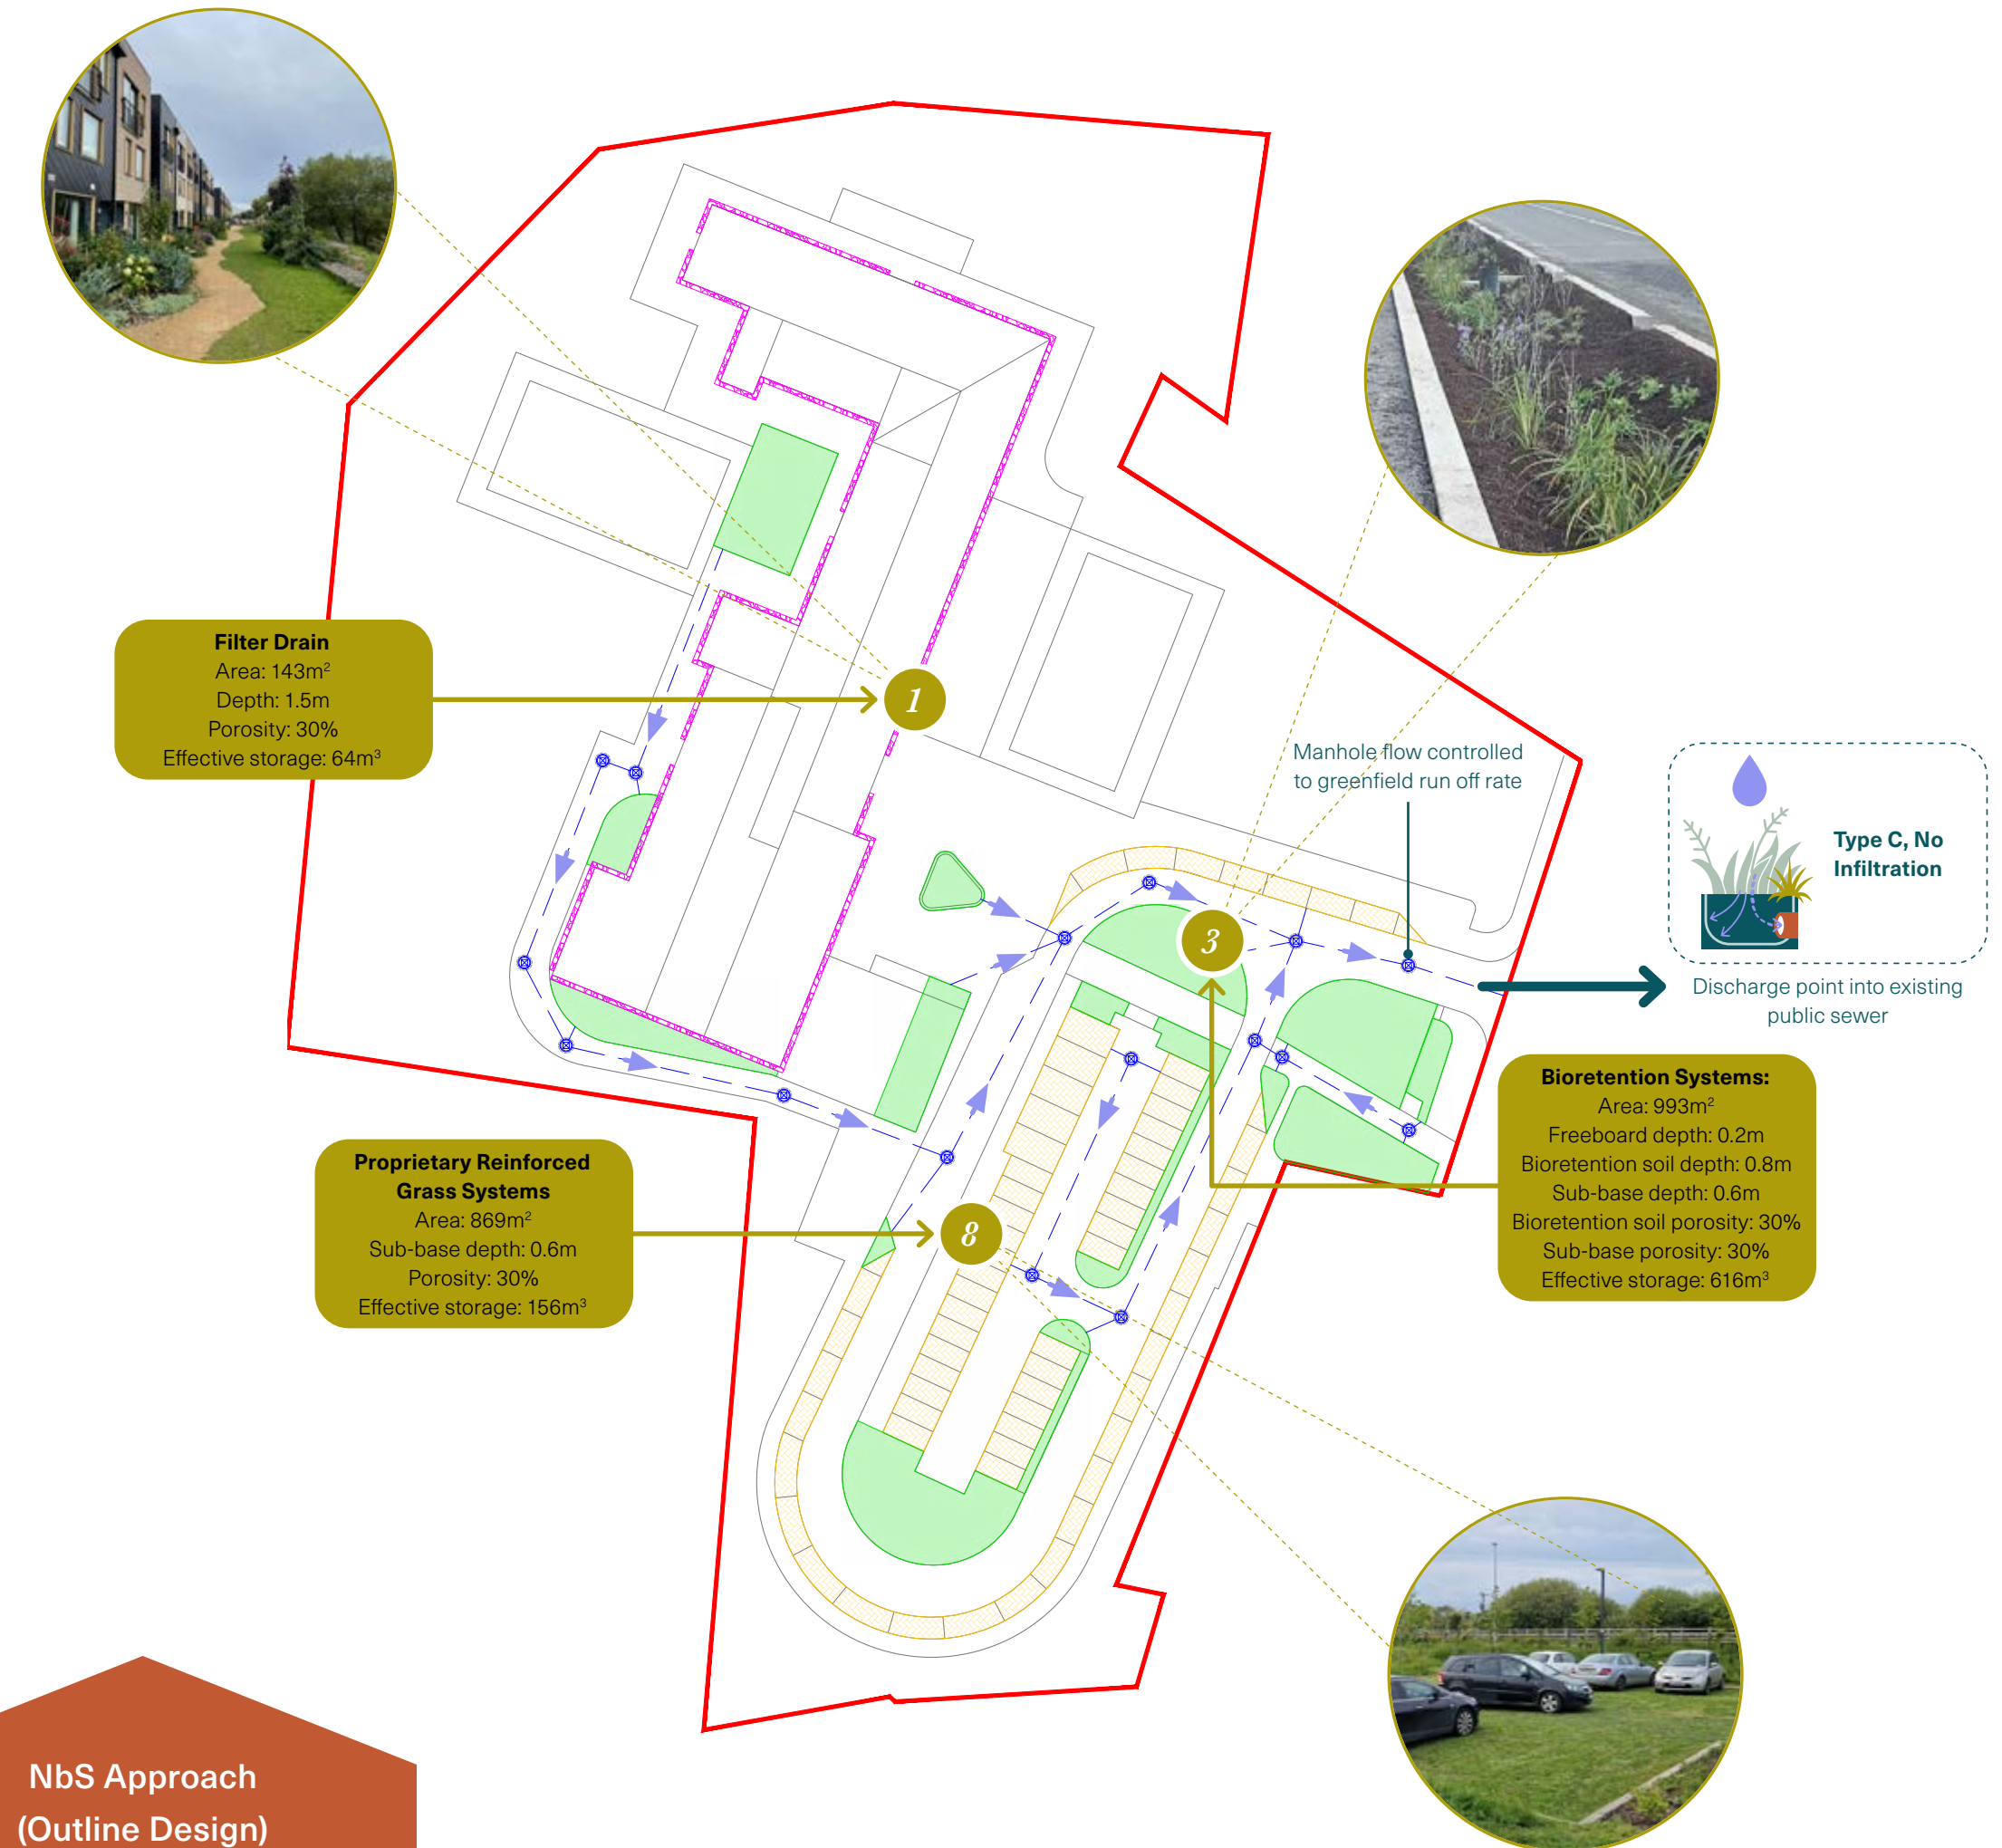 Filter Drain
Area: 143m²
Depth: 1.5m
Porosity: 30%
Effective storage: 64m³
1
Manhole flow controlled
to greenfield run off rate
Type C, No
Infiltration
3
Discharge point into existing
public sewer
Bioretention Systems:
Area: 993m²
Freeboard depth: 0.2m
Bioretention soil depth: 0.8m
Sub-base depth: 0.6m
Bioretention soil porosity: 30%
Sub-base porosity: 30%
Effective storage: 616m³
Proprietary Reinforced
Grass Systems
Area: 869m²
Sub-base depth: 0.6m
Porosity: 30%
Effective storage: 156m³
8
NbS Approach
(Outline Design)